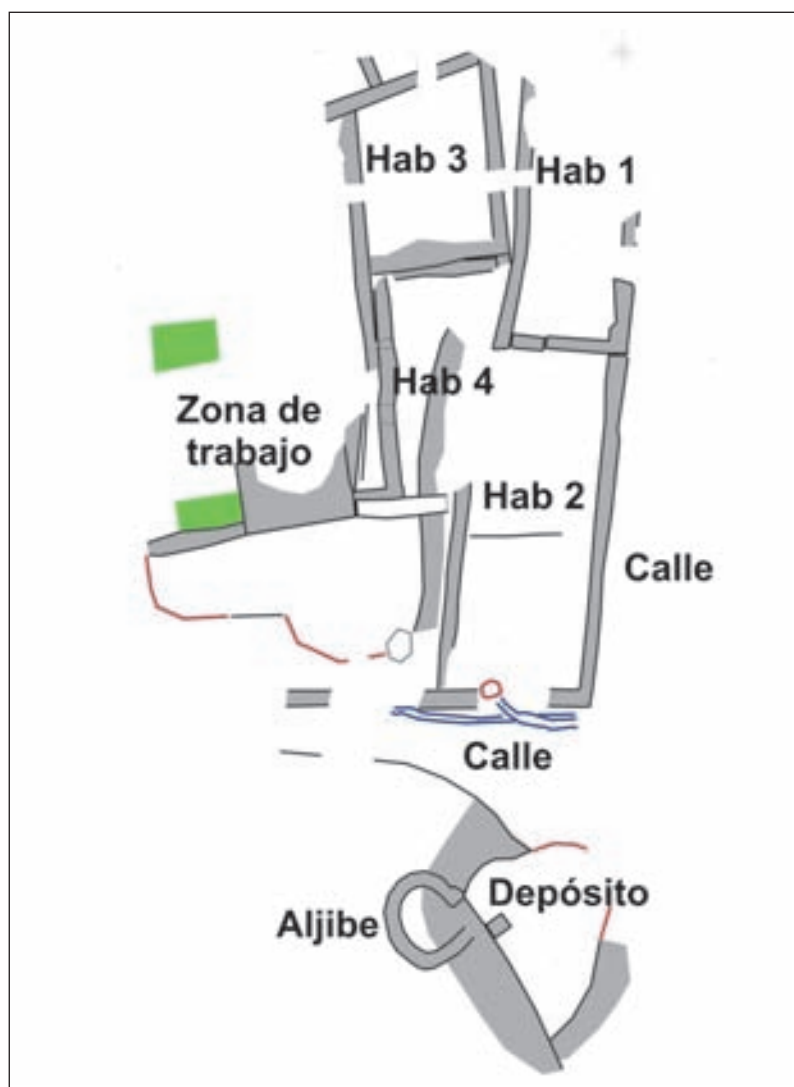 Hab 3
Hab 1
Hab 4
Zona de
trabajo
Hab 2
Calle
Calle
Depósito
Aljibe